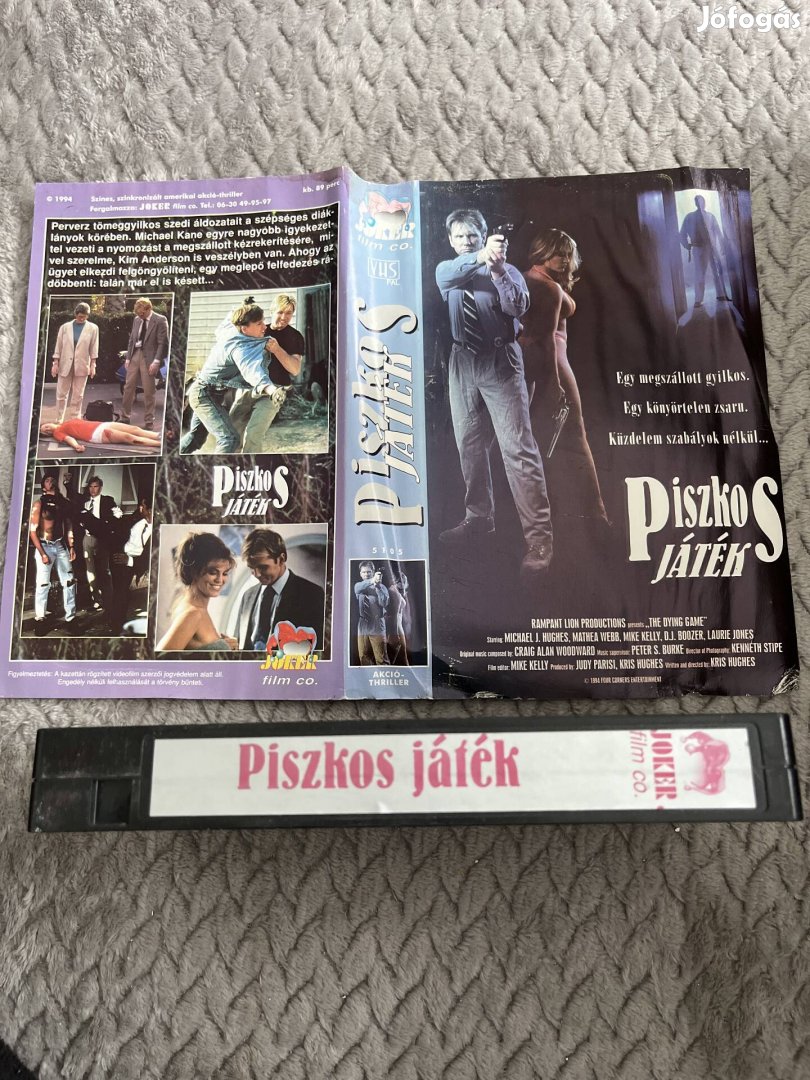 Jófogás
© 1994 Színes, szinkronizált amerikai akció-thriller kb. 89 perc
Forgalmazza: JOKER film co. Tel.: 06-30 49-95-97
Perverz tömeggyilkos szedi áldozatait a szépséges diák-
lányok körében. Michael Kane egyre nagyobb igyekezet-
tel vezeti a nyomozást a megszállott kézrekerítésére, mi-
vel szerelme, Kim Anderson is veszélyben van. Ahogy az
ügyet elkezdi felgöngyölíteni, egy meglepő felfedezés rá-
döbbenti: talán már el is késett...
PiszkoS
JÁTÉK
JOKER
film co.
Figyelmeztetés: A kazettán rögzített videofilm szerzői jogvédelem alatt áll.
Engedély nélküli felhasználását a törvény bünteti.
JOKER
film co.
VHS
PAL
PiszkoS
JÁTÉK
5105
AKCIÓ-
THRILLER
Egy megszállott gyilkos.
Egy könyörtelen zsaru.
Küzdelem szabályok nélkül...
PiszkoS
JÁTÉK
RAMPANT LION PRODUCTIONS presents „THE DYING GAME"
Starring: MICHAEL J. HUGHES, MATHEA WEBB, MIKE KELLY, D.J. BOOZER, LAURIE JONES
Original music composed by: CRAIG ALAN WOODWARD Music supervisor: PETER S. BURKE Director of Photography: KENNETH STIPE
Film editor: MIKE KELLY Produced by: JUDY PARISI, KRIS HUGHES Written and directed by: KRIS HUGHES
© 1994 FOUR CORNERS ENTERTAINMENT
Piszkos játék
JOKER
film co.